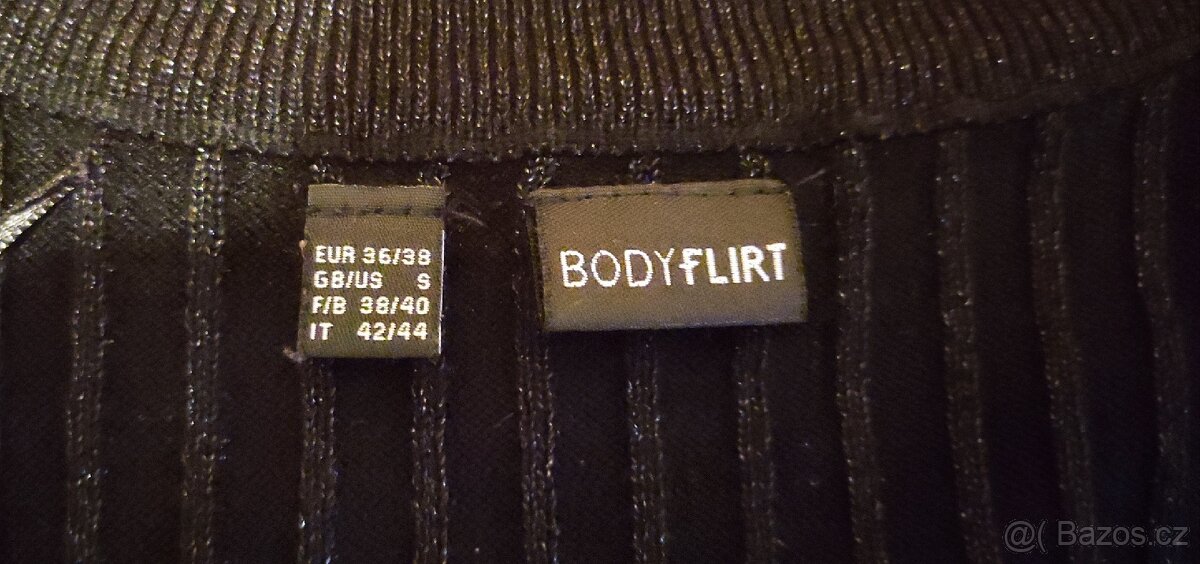 EUR 36/38
GB/US S
F/B 38/40
IT 42/44
BODYFLIRT
@( Bazos.cz